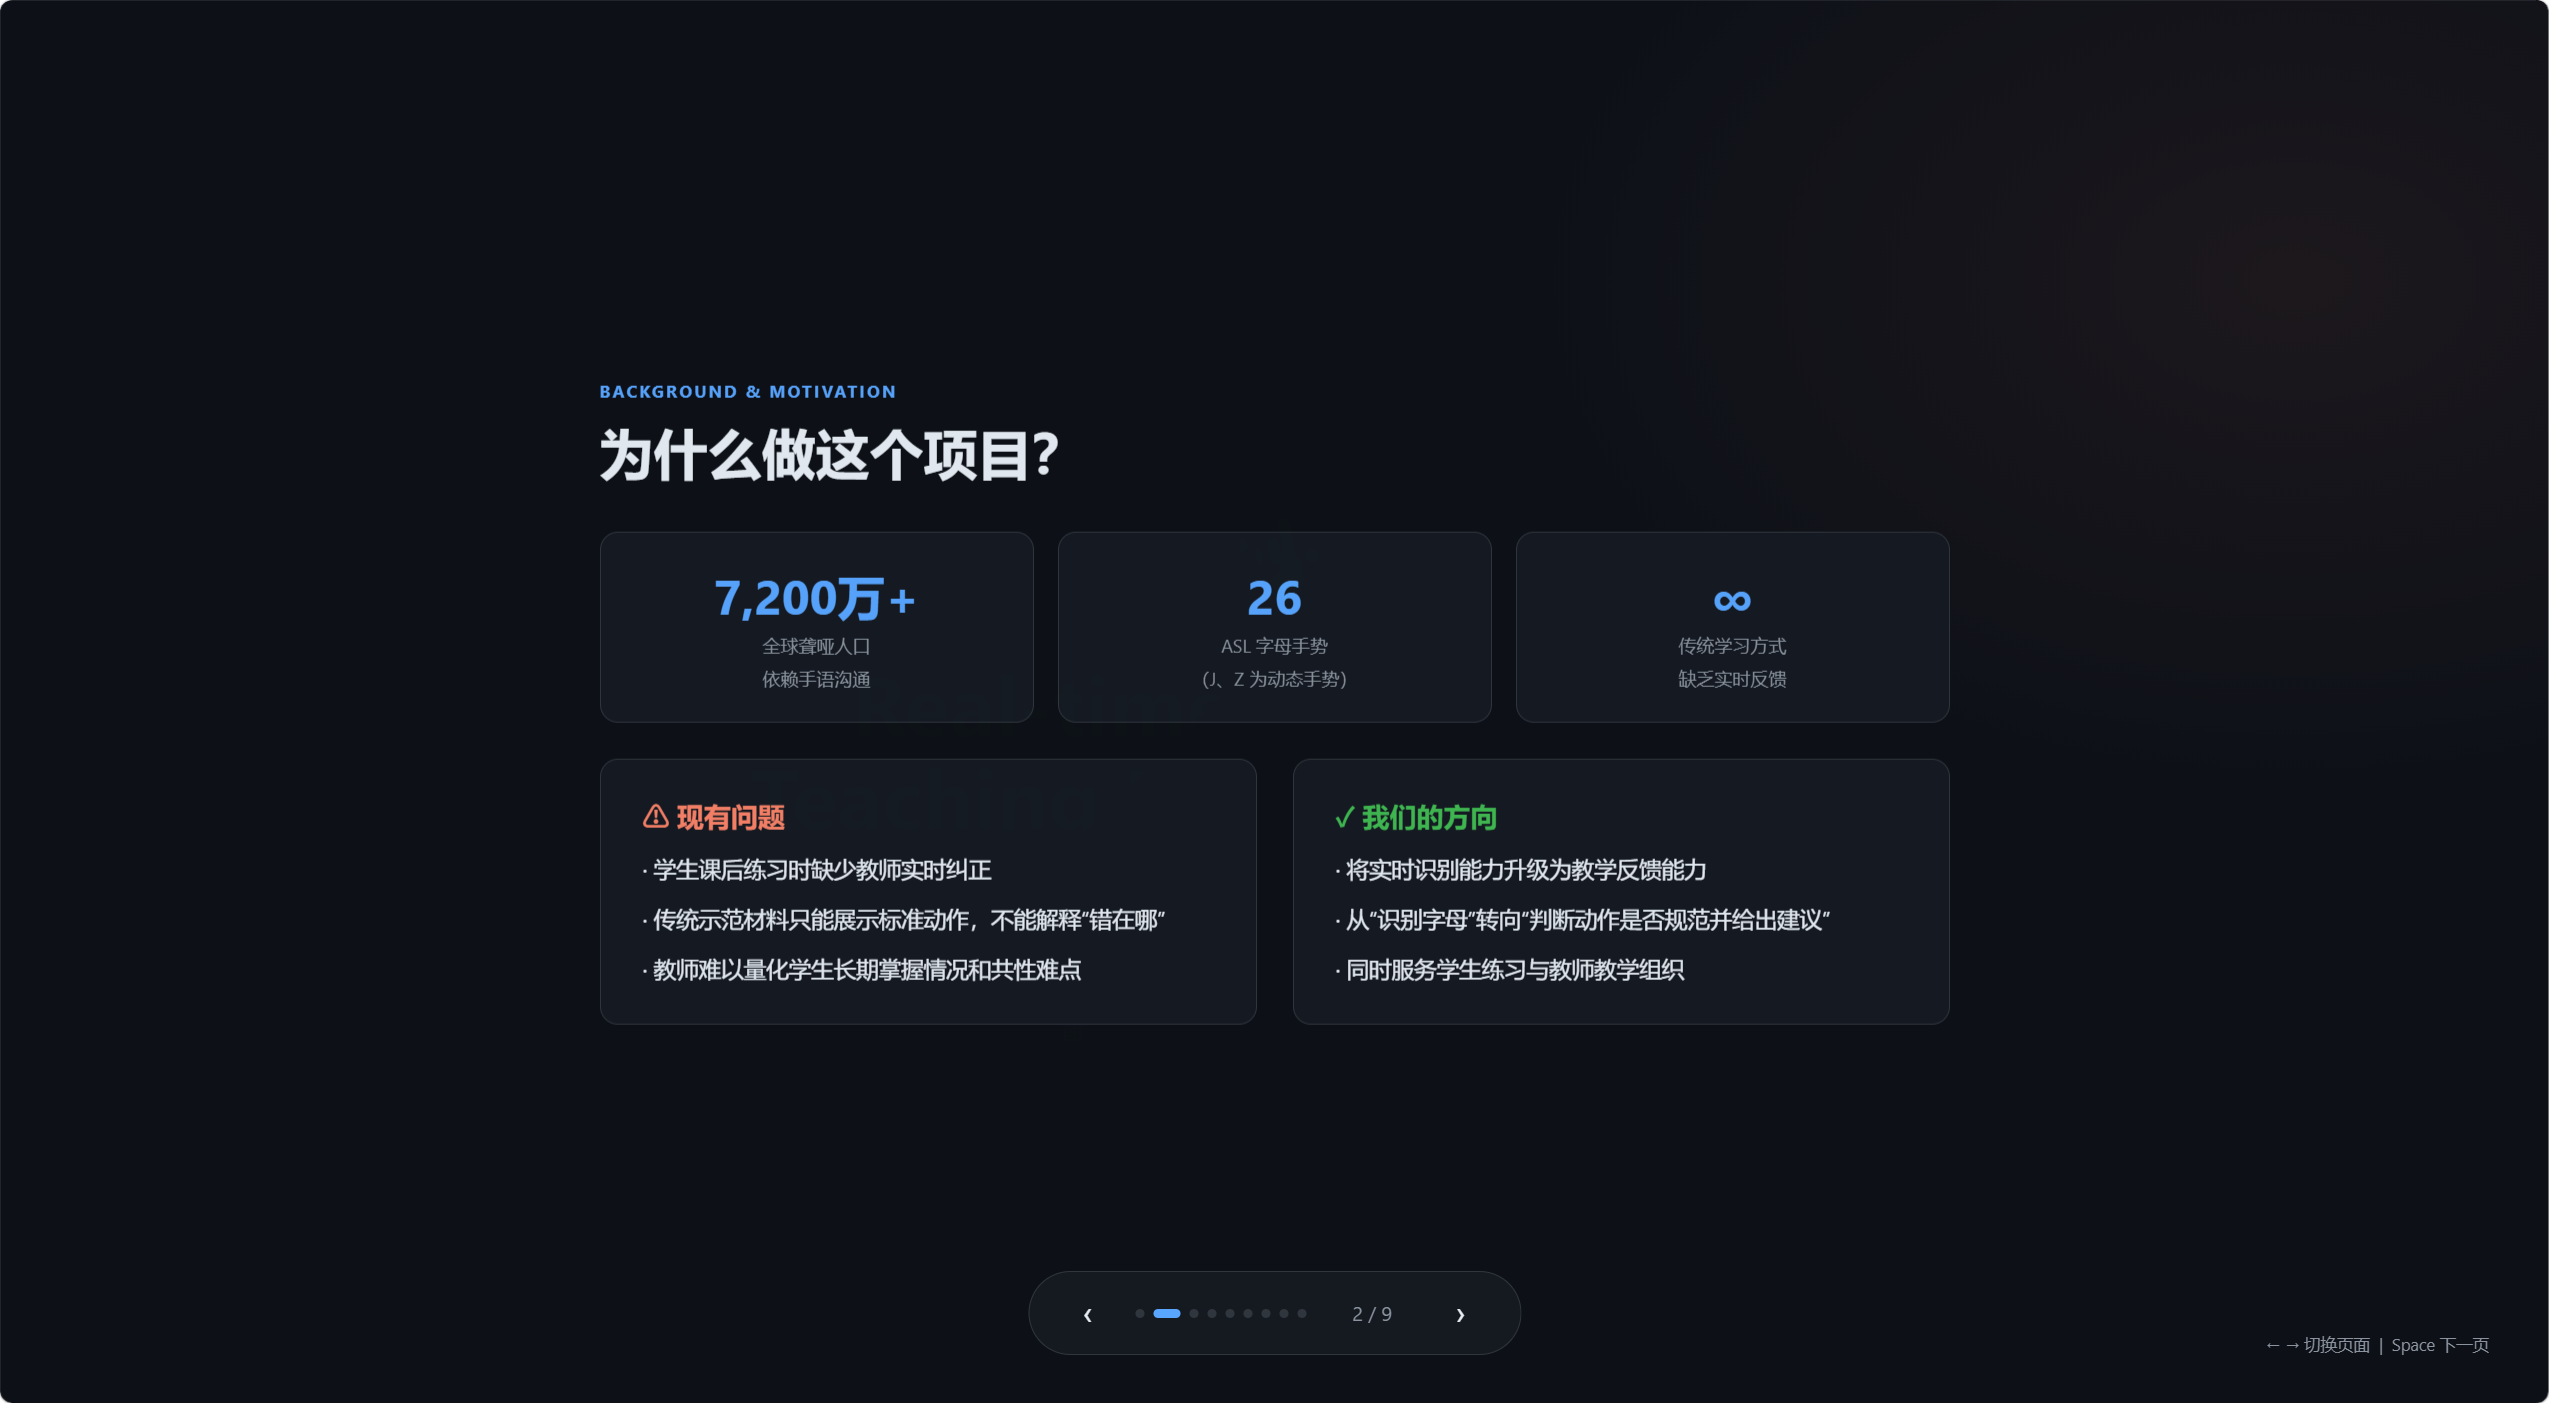 BACKGROUND & MOTIVATION
为什么做这个项目？
7,200万+
全球聋哑人口
依赖手语沟通
26
ASL 字母手势
（J、Z 为动态手势）
∞
传统学习方式
缺乏实时反馈
⚠ 现有问题
· 学生课后练习时缺少教师实时纠正
· 传统示范材料只能展示标准动作，不能解释“错在哪”
· 教师难以量化学生长期掌握情况和共性难点
✓ 我们的方向
· 将实时识别能力升级为教学反馈能力
· 从“识别字母”转向“判断动作是否规范并给出建议”
· 同时服务学生练习与教师教学组织
‹ 2 / 9 ›
← → 切换页面 | Space 下一页